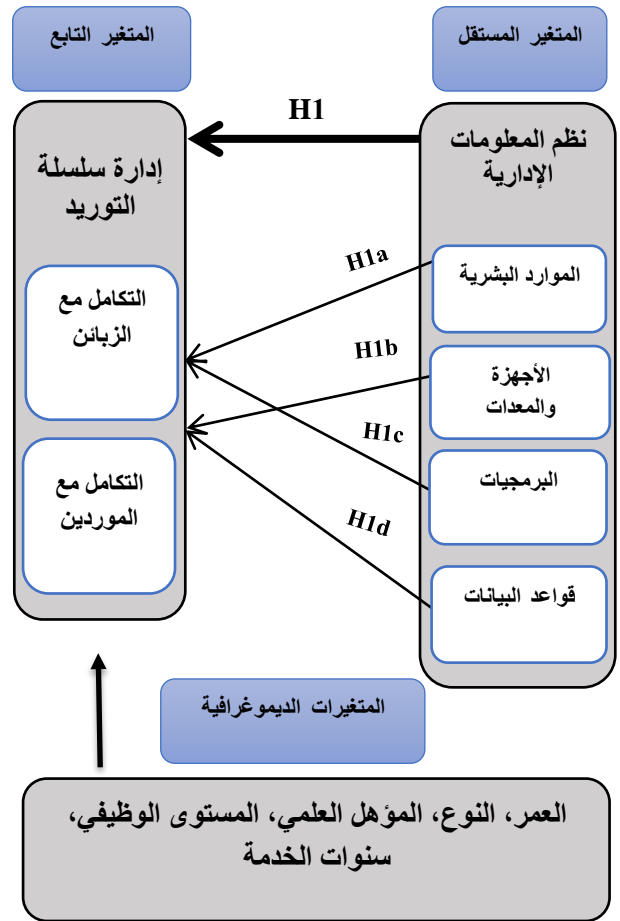 المتغير المستقل
المتغير التابع
نظم المعلومات
الإدارية
H1
إدارة سلسلة
التوريد
الموارد البشرية
H1a
التكامل مع
الزبائن
الأجهزة
والمعدات
H1b
البرمجيات
H1c
التكامل مع
الموردين
قواعد البيانات
H1d
المتغيرات الديموغرافية
العمر، النوع، المؤهل العلمي، المستوى الوظيفي،
سنوات الخدمة